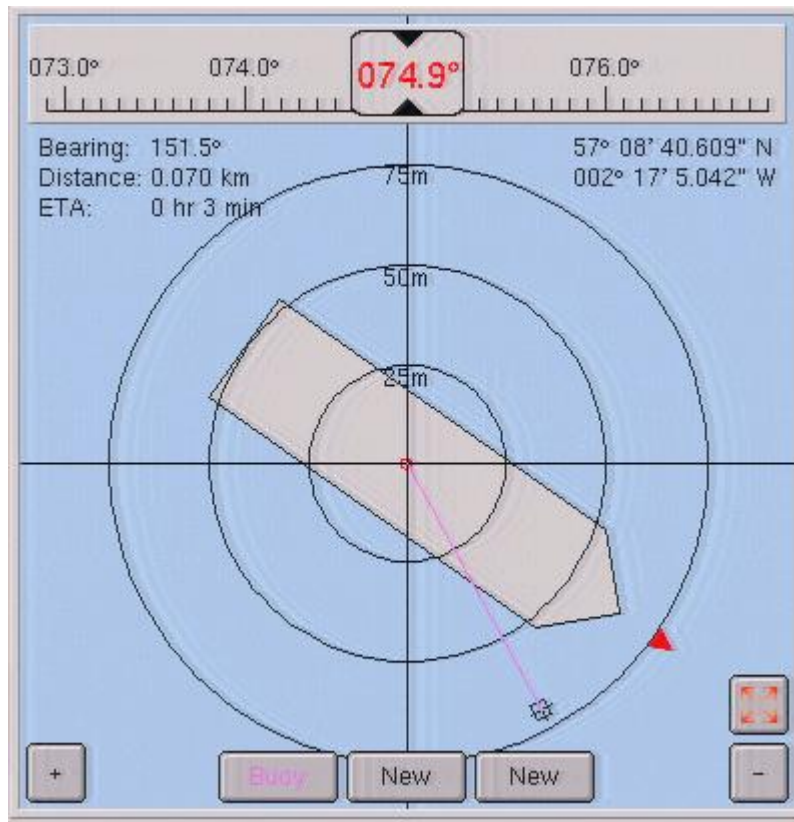 073.0° 074.0° 074.9° 076.0°
Bearing: 151.5°
Distance: 0.070 km
ETA: 0 hr 3 min
57° 08' 40.609" N
002° 17' 5.042" W
75m
50m
25m
+ Buoy New New -